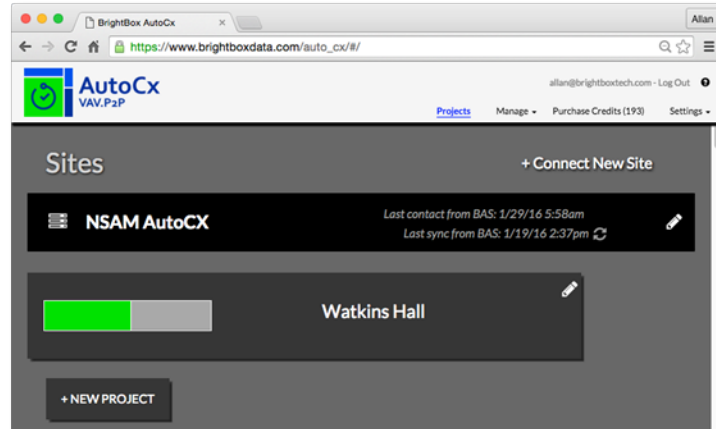 BrightBox AutoCx
Allan
https://www.brightboxdata.com/auto_cx/#/
AutoCx
VAV.P2P
allan@brightboxtech.com - Log Out ?
Projects Manage Purchase Credits (193) Settings
Sites
+ Connect New Site
NSAM AutoCX
Last contact from BAS: 1/29/16 5:58am
Last sync from BAS: 1/19/16 2:37pm
Watkins Hall
+ NEW PROJECT